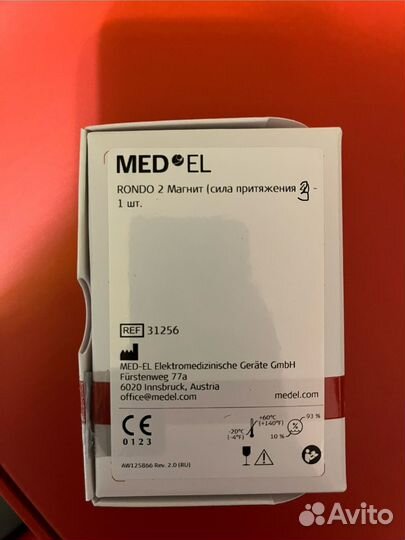 MED EL
RONDO 2 Магнит (сила притяжения 3) -
1 шт.
REF 31256
MED-EL Elektromedizinische Geräte GmbH
Fürstenweg 77a
6020 Innsbruck, Austria
office@medel.com medel.com
CE
0123
-20°C
(-4°F)
+60°C
(+140°F)
10 %
93 %
AW125866 Rev. 2.0 (RU)
Avito